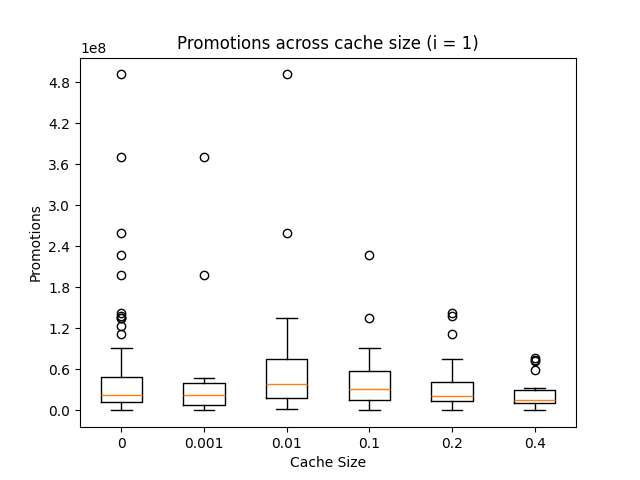 Promotions across cache size (i = 1)
1e8
4.8
4.2
3.6
3.0
2.4
1.8
1.2
0.6
0.0
Promotions
0 0.001 0.01 0.1 0.2 0.4
Cache Size